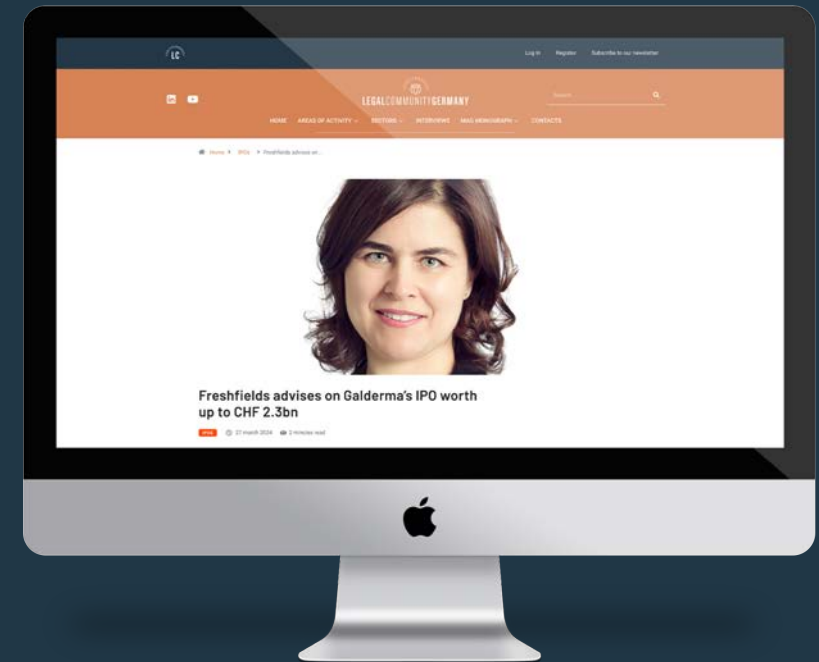 LC
Log in Register Subscribe to our newsletter
LEGALCOMMUNITYGERMANY
Search
HOME AREAS OF ACTIVITY SECTORS INTERVIEWS MAG MONOGRAPH CONTACTS
Home IPOs Freshfields advises on...
Freshfields advises on Galderma's IPO worth
up to CHF 2.3bn
IPOs 27 march 2024 2 minutes read